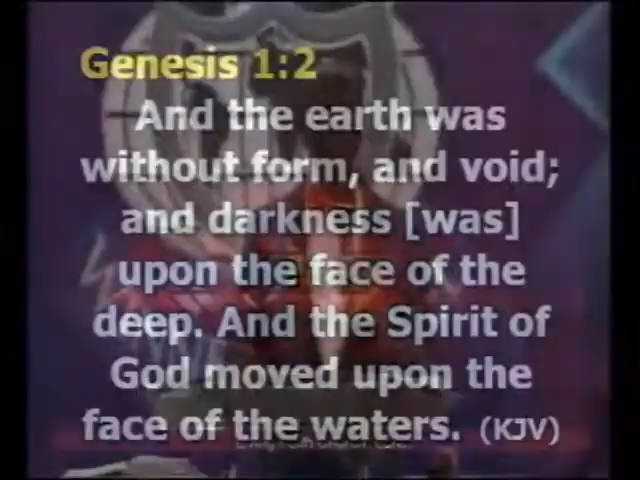 Genesis 1:2
And the earth was
without form, and void;
and darkness [was]
upon the face of the
deep. And the Spirit of
God moved upon the
face of the waters. (KJV)